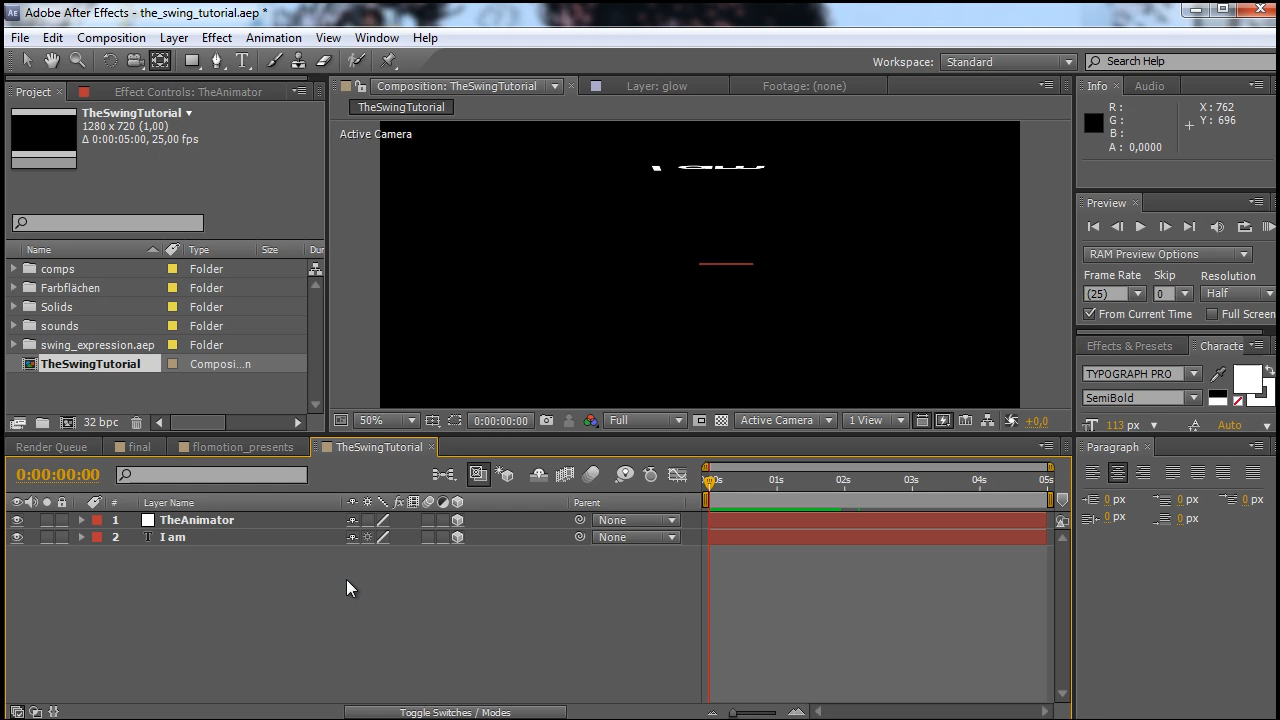 Adobe After Effects - the_swing_tutorial.aep *
File Edit Composition Layer Effect Animation View Window Help
Workspace: Standard Search Help
Project Effect Controls: TheAnimator
Composition: TheSwingTutorial Layer: glow Footage: (none)
Info Audio
TheSwingTutorial
1280 x 720 (1,00)
Δ 0:00:05:00, 25,00 fps
TheSwingTutorial
Active Camera
R :
G :
B :
A : 0,0000
X : 762
Y : 696
I am
Preview
RAM Preview Options
Frame Rate Skip Resolution
(25) 0 Half
From Current Time Full Screen
Name Type Size Dur
comps Folder
Farbflächen Folder
Solids Folder
sounds Folder
swing_expression.aep Folder
TheSwingTutorial Composi...n
32 bpc
50% 0:00:00:00 Full Active Camera 1 View +0,0
Effects & Presets Characte
TYPOGRAPH PRO
SemiBold
113 px Auto
Render Queue final flomotion_presents TheSwingTutorial
Paragraph
0:00:00:00
01s 02s 03s 04s 05s
# Layer Name fx Parent
1 TheAnimator None
2 T I am None
0 px 0 px 0 px
0 px 0 px
Toggle Switches / Modes